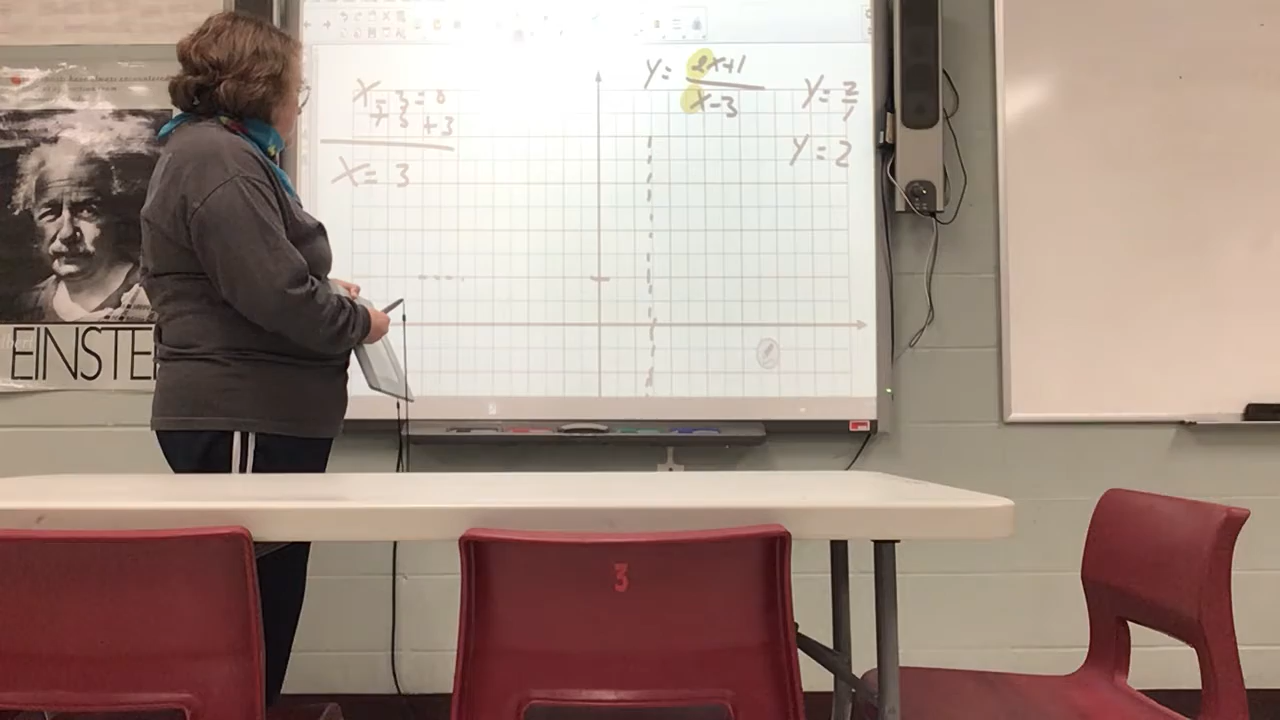 x - 3 = 0
+ 3 + 3
x = 3
y = 2x+1
x-3
y = 2
1
y = 2
EINSTE
3